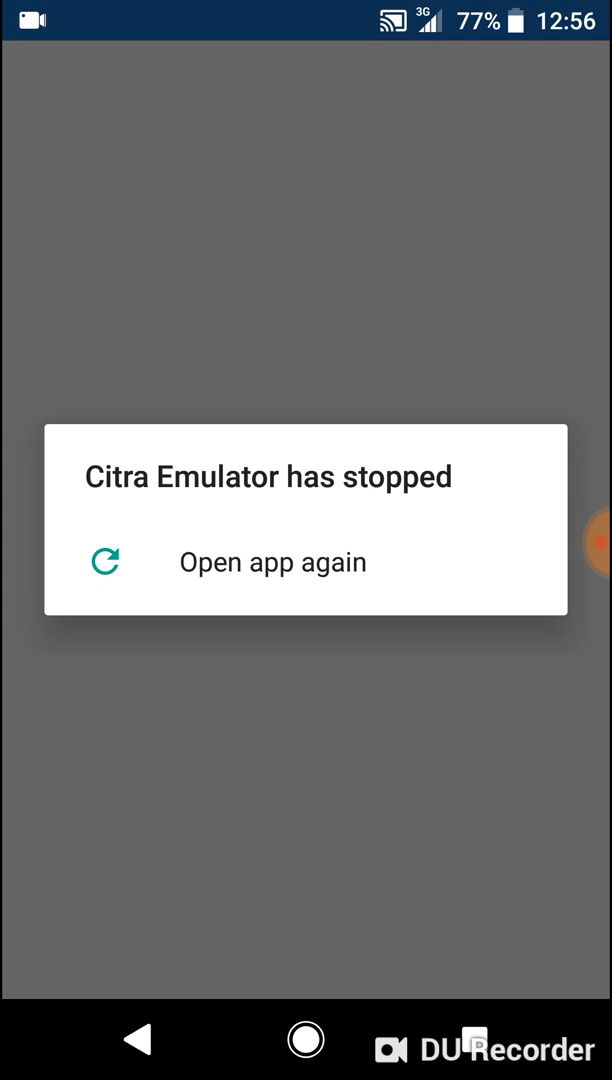 3G 77% 12:56
Citra Emulator has stopped
Open app again
DU Recorder